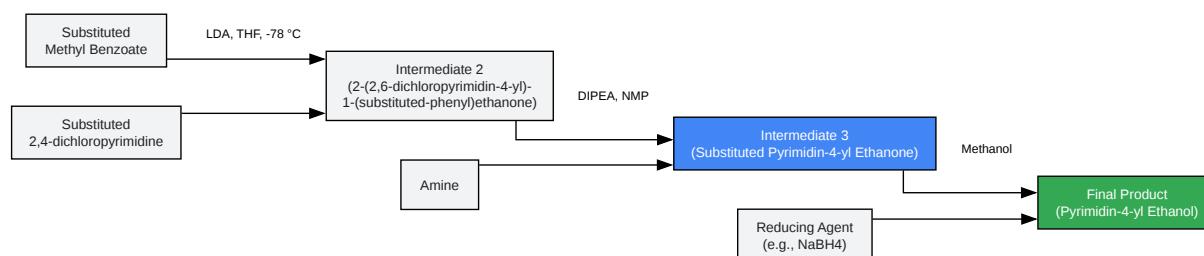 Substituted
Methyl Benzoate
LDA, THF, -78 °C
Substituted
2,4-dichloropyrimidine
Intermediate 2
(2-(2,6-dichloropyrimidin-4-yl)-
1-(substituted-phenyl)ethanone)
DIPEA, NMP
Amine
Intermediate 3
(Substituted Pyrimidin-4-yl Ethanone)
Methanol
Reducing Agent
(e.g., NaBH4)
Final Product
(Pyrimidin-4-yl Ethanol)